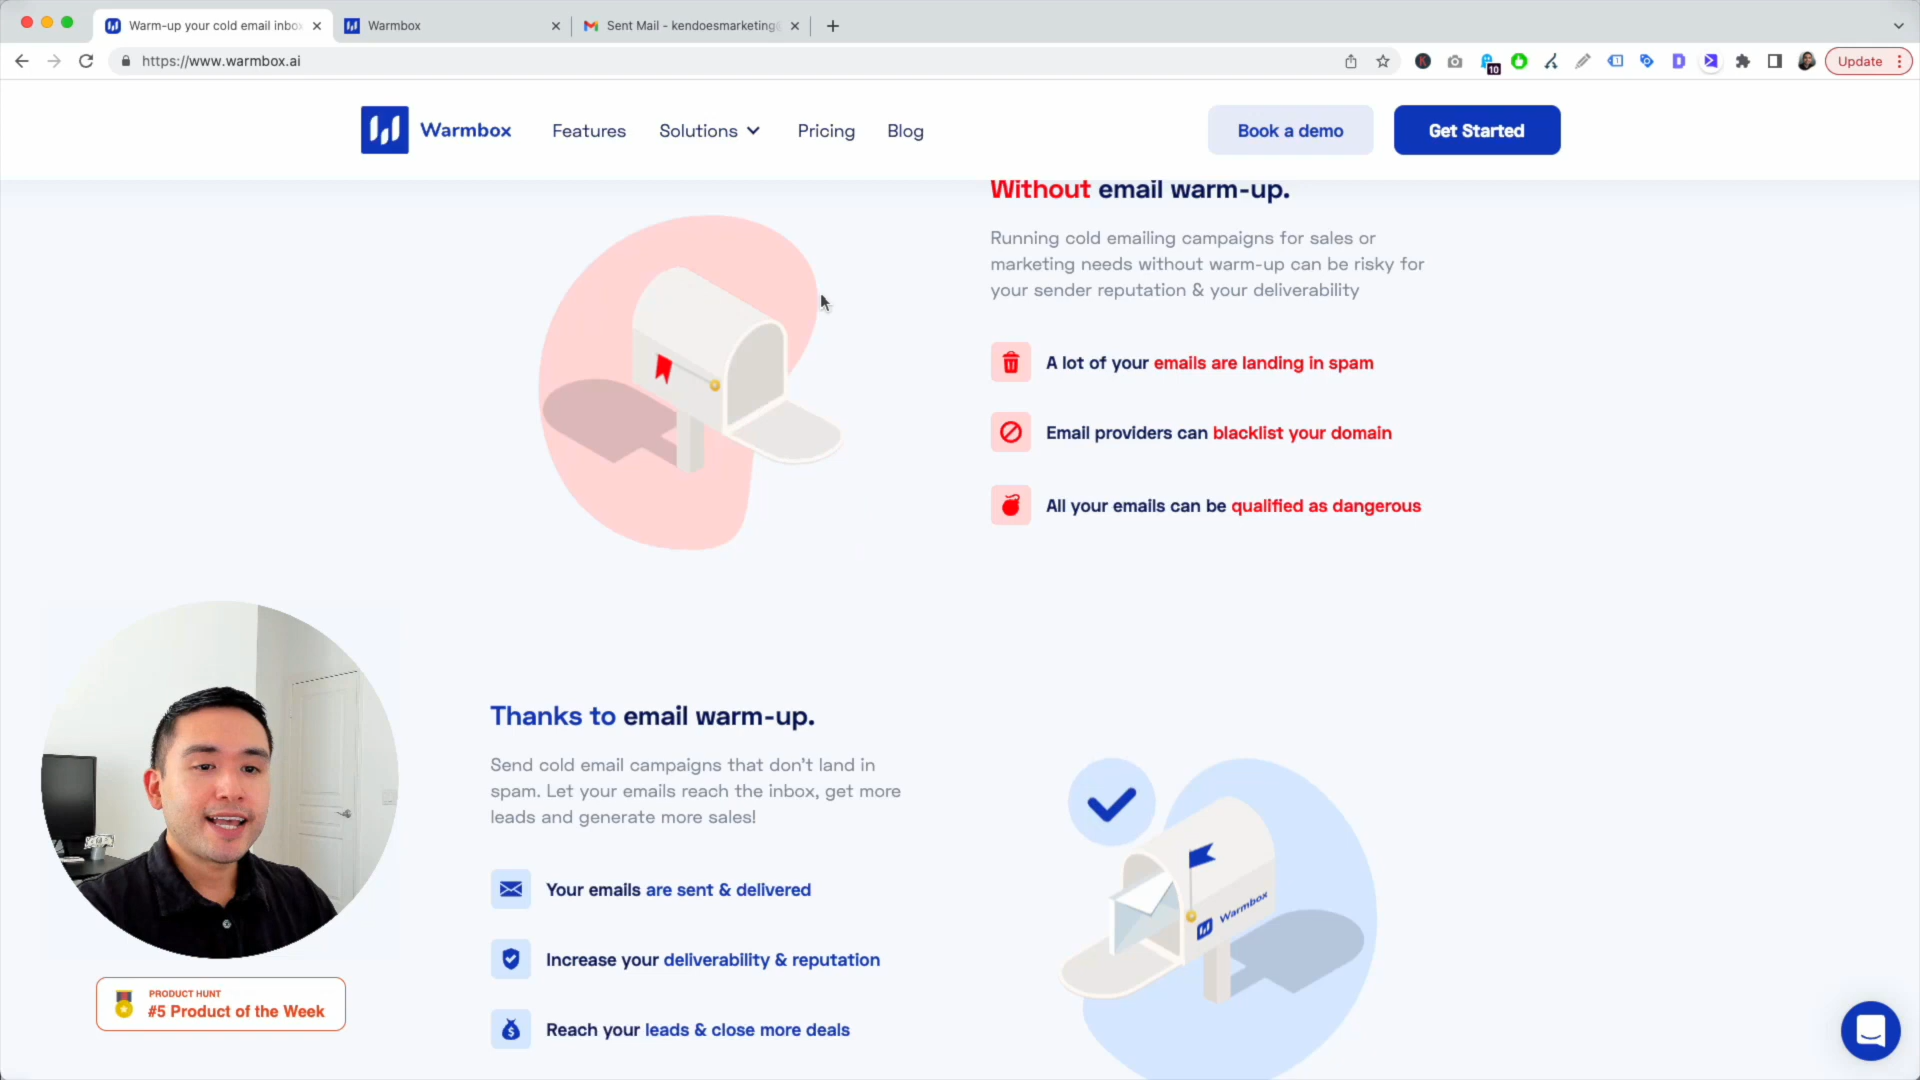 Warm-up your cold email inbox
Warmbox
Sent Mail - kendoesmarketing@
https://www.warmbox.ai
10
Update
Warmbox
Features
Solutions
Pricing
Blog
Book a demo
Get Started
Without email warm-up.
Running cold emailing campaigns for sales or
marketing needs without warm-up can be risky for
your sender reputation & your deliverability
A lot of your emails are landing in spam
Email providers can blacklist your domain
All your emails can be qualified as dangerous
Thanks to email warm-up.
Send cold email campaigns that don't land in
spam. Let your emails reach the inbox, get more
leads and generate more sales!
Your emails are sent & delivered
Increase your deliverability & reputation
Reach your leads & close more deals
Warmbox
PRODUCT HUNT
#5 Product of the Week